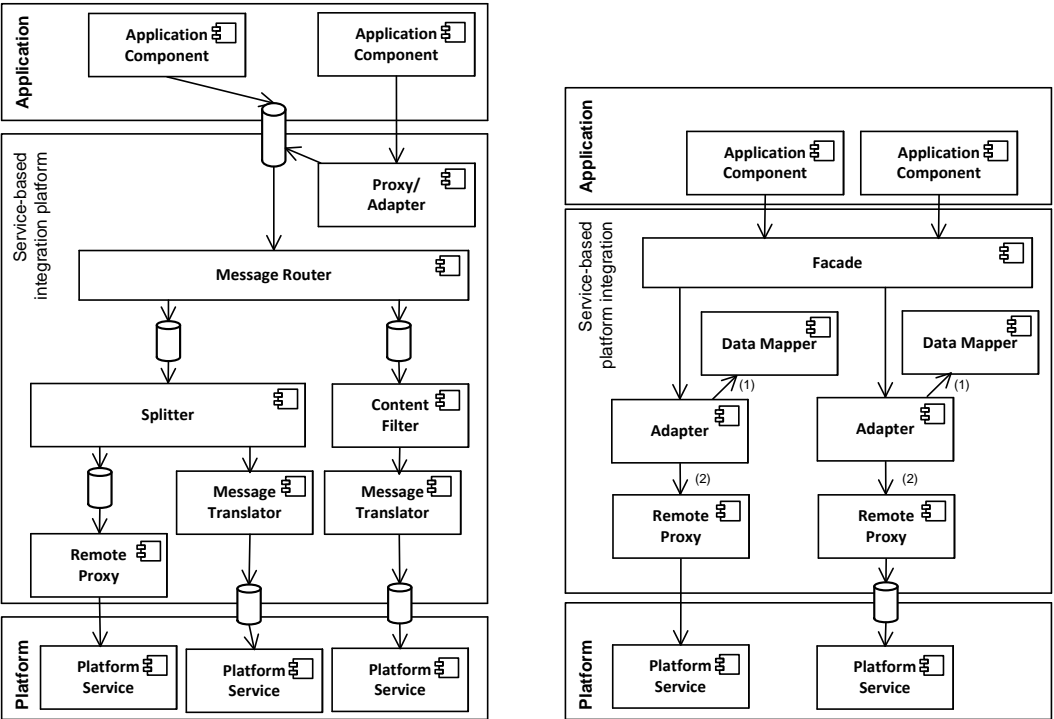 Application
Application
Component
Application
Component
Service-based
integration platform
Proxy/
Adapter
Message Router
Splitter
Content
Filter
Message
Translator
Message
Translator
Remote
Proxy
Platform
Platform
Service
Platform
Service
Platform
Service
Application
Application
Component
Application
Component
Service-based
platform integration
Facade
Data Mapper
Data Mapper
(1)
(1)
Adapter
Adapter
(2)
(2)
Remote
Proxy
Remote
Proxy
Platform
Platform
Service
Platform
Service